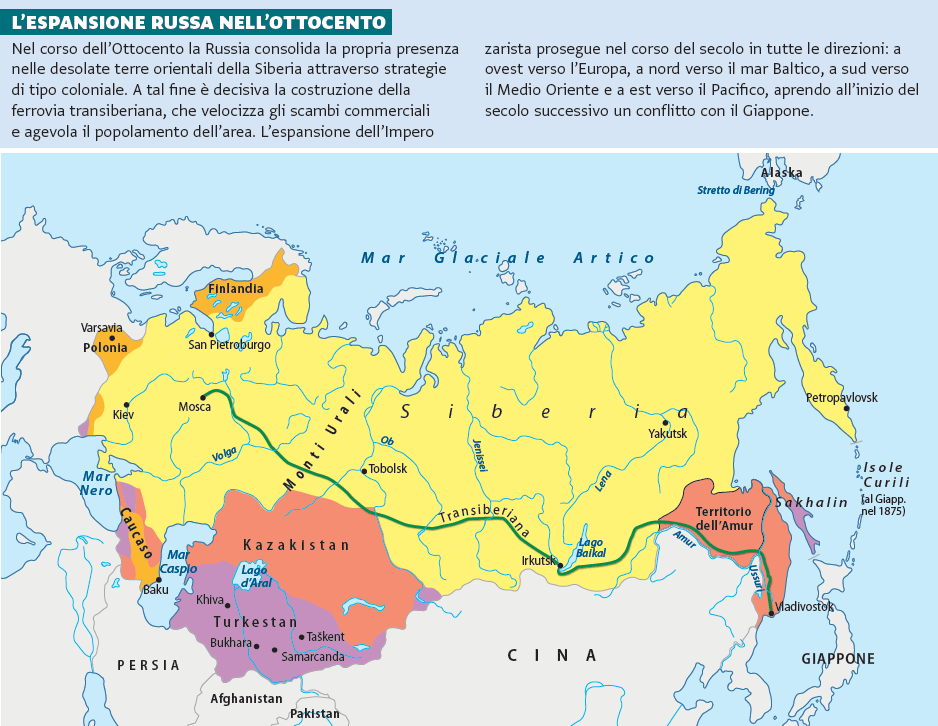 L'ESPANSIONE RUSSA NELL'OTTOCENTO
Nel corso dell'Ottocento la Russia consolida la propria presenza
nelle desolate terre orientali della Siberia attraverso strategie
di tipo coloniale. A tal fine è decisiva la costruzione della
ferrovia transiberiana, che velocizza gli scambi commerciali
e agevola il popolamento dell'area. L'espansione dell'Impero
zarista prosegue nel corso del secolo in tutte le direzioni: a
ovest verso l'Europa, a nord verso il mar Baltico, a sud verso
il Medio Oriente e a est verso il Pacifico, aprendo all'inizio del
secolo successivo un conflitto con il Giappone.
Alaska
Stretto di Bering
Mar Glaciale Artico
Finlandia
Varsavia
Polonia
San Pietroburgo
Kiev
Mosca
Monti Urali
Siberia
Petropavlovsk
Yakutsk
Volga
Ob
Jenissei
Lena
Tobolsk
Mar
Nero
Isole
Curili
(al Giapp.
nel 1875)
Sakhalin
Caucaso
Transiberiana
Territorio
dell'Amur
Kazakistan
Mar
Caspio
Lago
d'Aral
Irkutsk
Lago
Baikal
Amur
Ussuri
Baku
Khiva
Turkestan
Vladivostok
Bukhara
Taškent
Samarcanda
PERSIA
CINA
GIAPPONE
Afghanistan
Pakistan